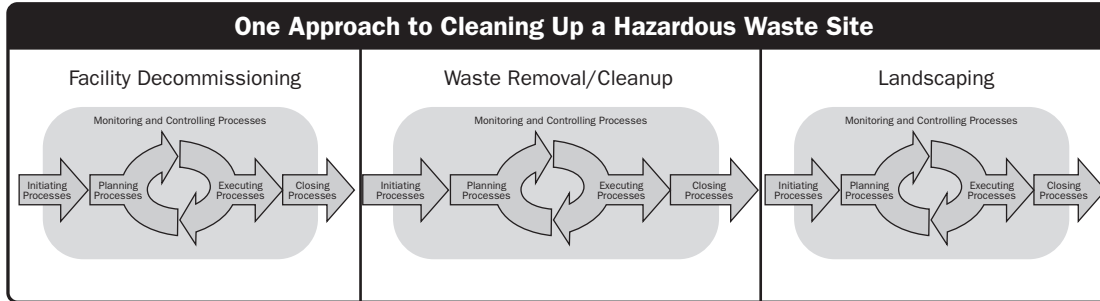 One Approach to Cleaning Up a Hazardous Waste Site
Facility Decommissioning
Monitoring and Controlling Processes
Initiating
Processes
Planning
Processes
Executing
Processes
Closing
Processes
Waste Removal/Cleanup
Monitoring and Controlling Processes
Initiating
Processes
Planning
Processes
Executing
Processes
Closing
Processes
Landscaping
Monitoring and Controlling Processes
Initiating
Processes
Planning
Processes
Executing
Processes
Closing
Processes